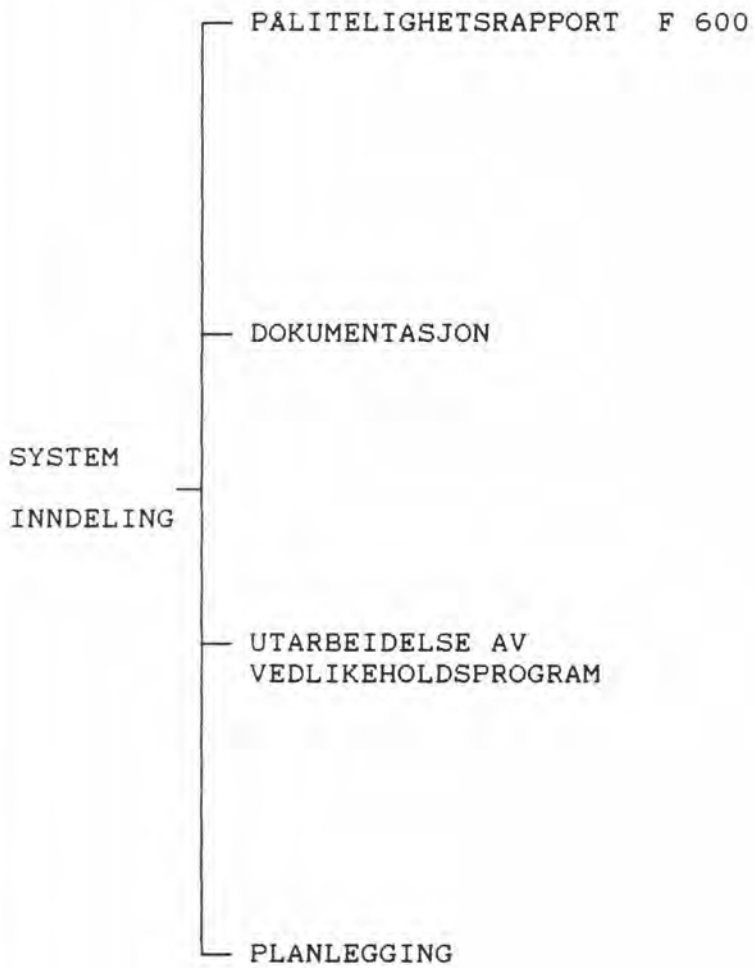 PÅLITELIGHETSRAPPORT F 600
DOKUMENTASJON
SYSTEM
INNDELING
UTARBEIDELSE AV
VEDLIKEHOLDSPROGRAM
PLANLEGGING